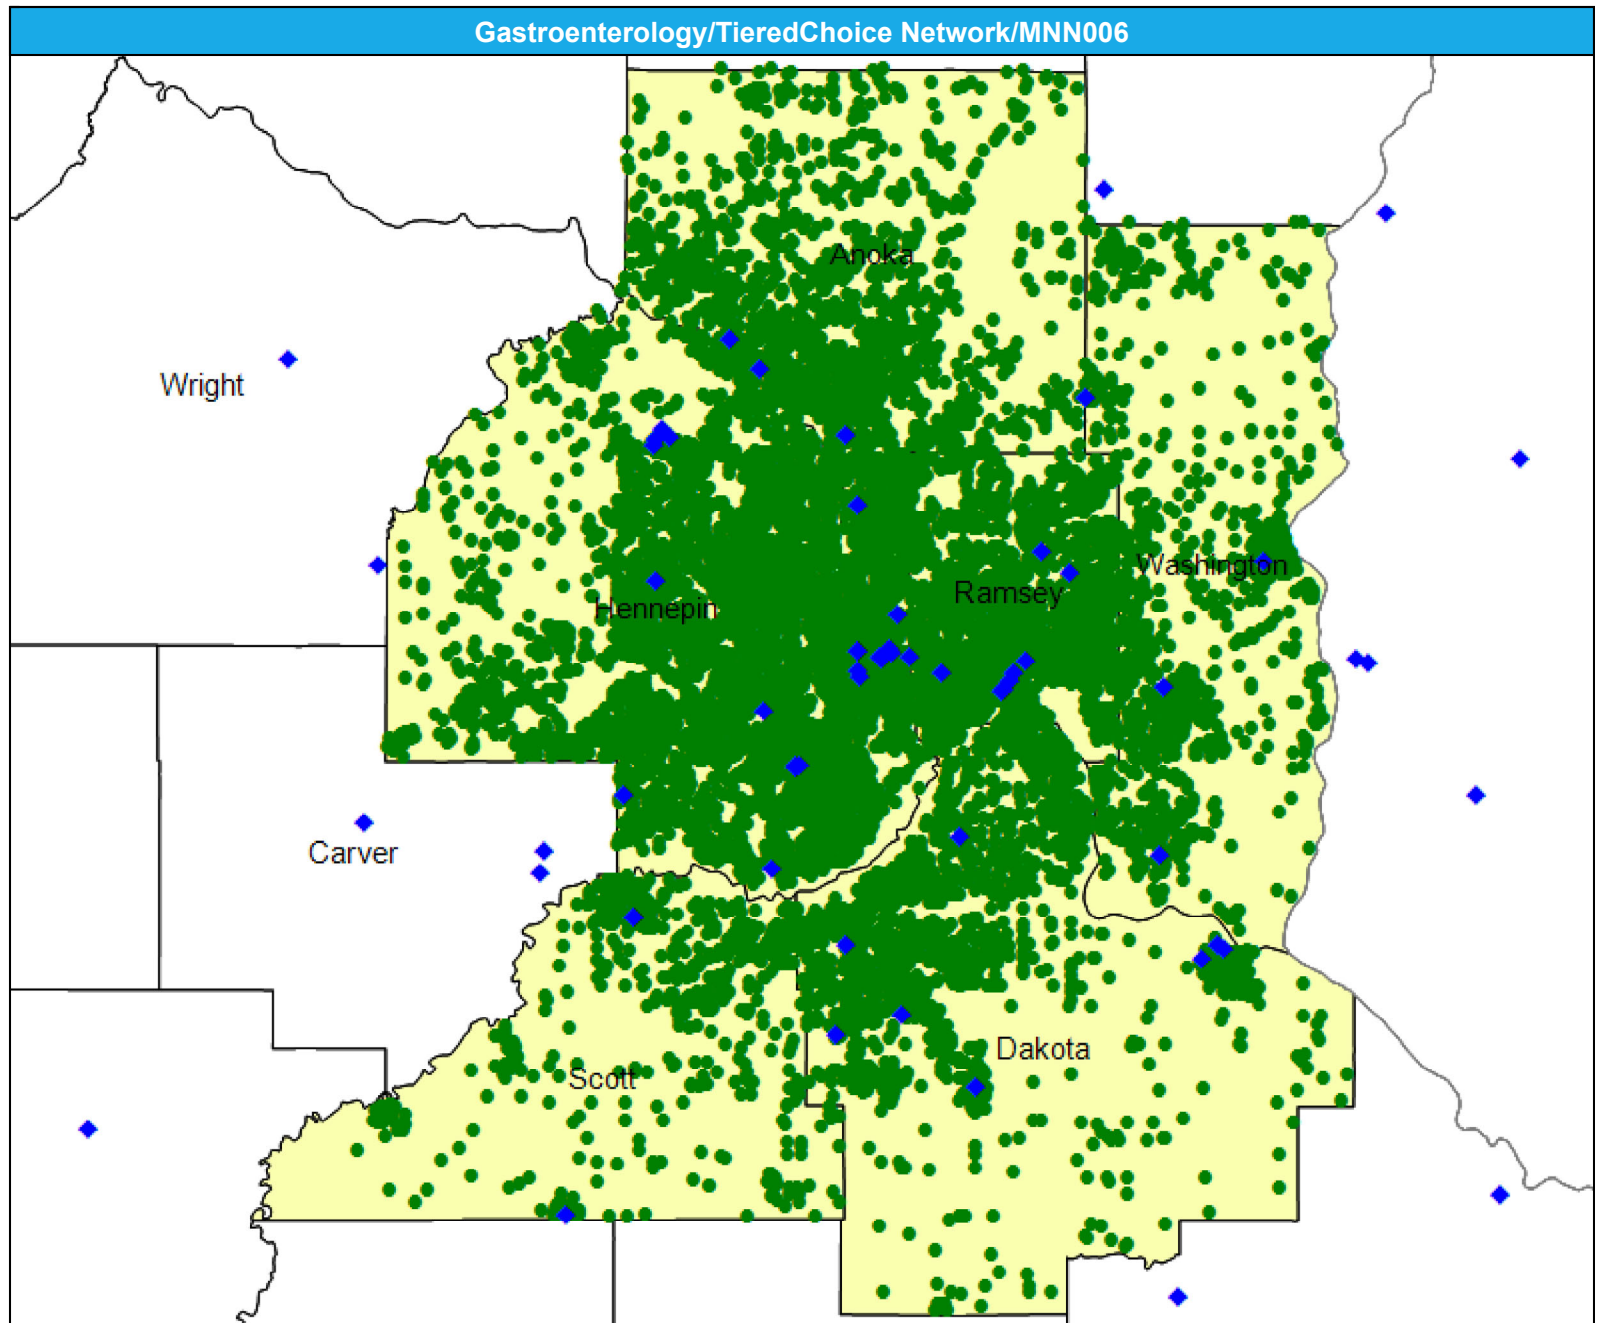 Gastroenterology/TieredChoice Network/MNN006
Anoka
Wright
Washington
Ramsey
Hennepin
Carver
Dakota
Scott